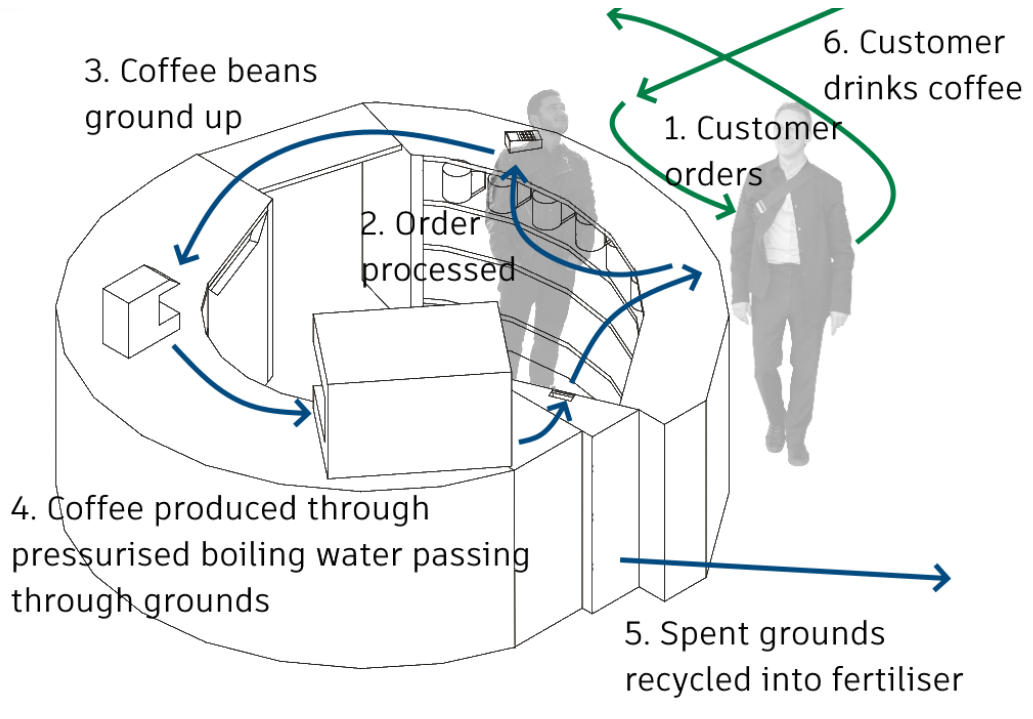 3. Coffee beans
ground up
6. Customer
drinks coffee
1. Customer
orders
2. Order
processed
4. Coffee produced through
pressurised boiling water passing
through grounds
5. Spent grounds
recycled into fertiliser